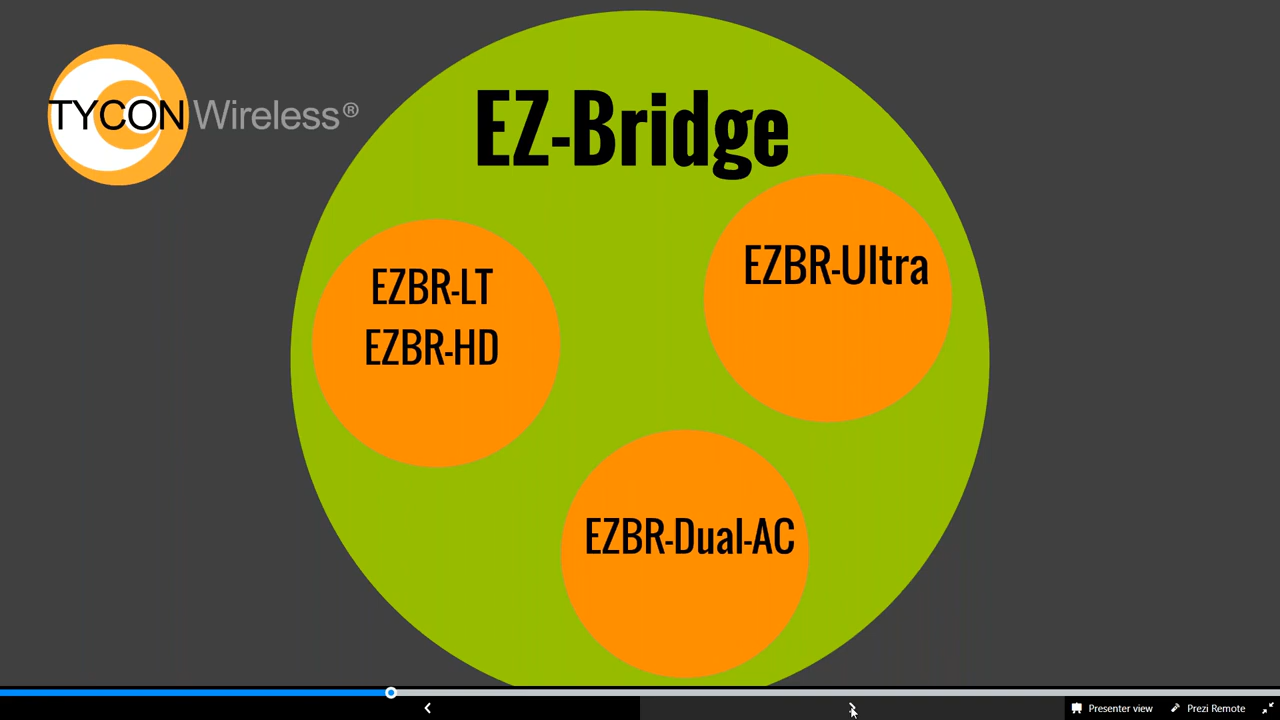 TYCON Wireless®
EZ-Bridge
EZBR-LT
EZBR-HD
EZBR-Ultra
EZBR-Dual-AC
Presenter view
Prezi Remote